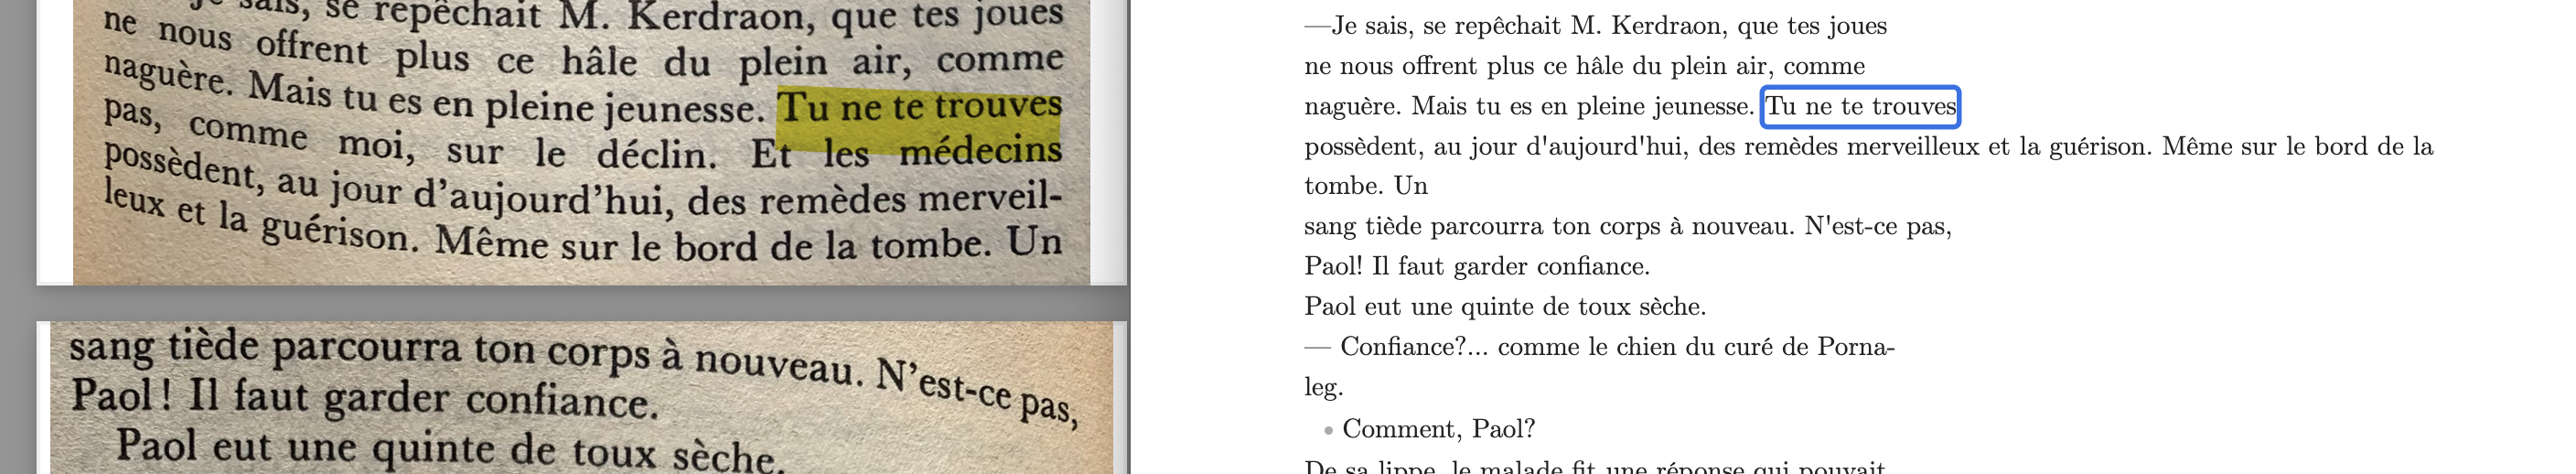 Je sais, se repêchait M. Kerdraon, que tes joues
ne nous offrent plus ce hâle du plein air, comme
naguère. Mais tu es en pleine jeunesse. Tu ne te trouves
pas, comme moi, sur le déclin. Et les médecins
possèdent, au jour d’aujourd’hui, des remèdes merveil-
leux et la guérison. Même sur le bord de la tombe. Un
sang tiède parcourra ton corps à nouveau. N’est-ce pas,
Paol ! Il faut garder confiance.
Paol eut une quinte de toux sèche.
—Je sais, se repêchait M. Kerdraon, que tes joues
ne nous offrent plus ce hâle du plein air, comme
naguère. Mais tu es en pleine jeunesse. Tu ne te trouves
possèdent, au jour d'aujourd'hui, des remèdes merveilleux et la guérison. Même sur le bord de la
tombe. Un
sang tiède parcourra ton corps à nouveau. N'est-ce pas,
Paol! Il faut garder confiance.
Paol eut une quinte de toux sèche.
— Confiance?... comme le chien du curé de Porna-
leg.
• Comment, Paol?
De sa lippe, le malade fit une réponse qui pouvait